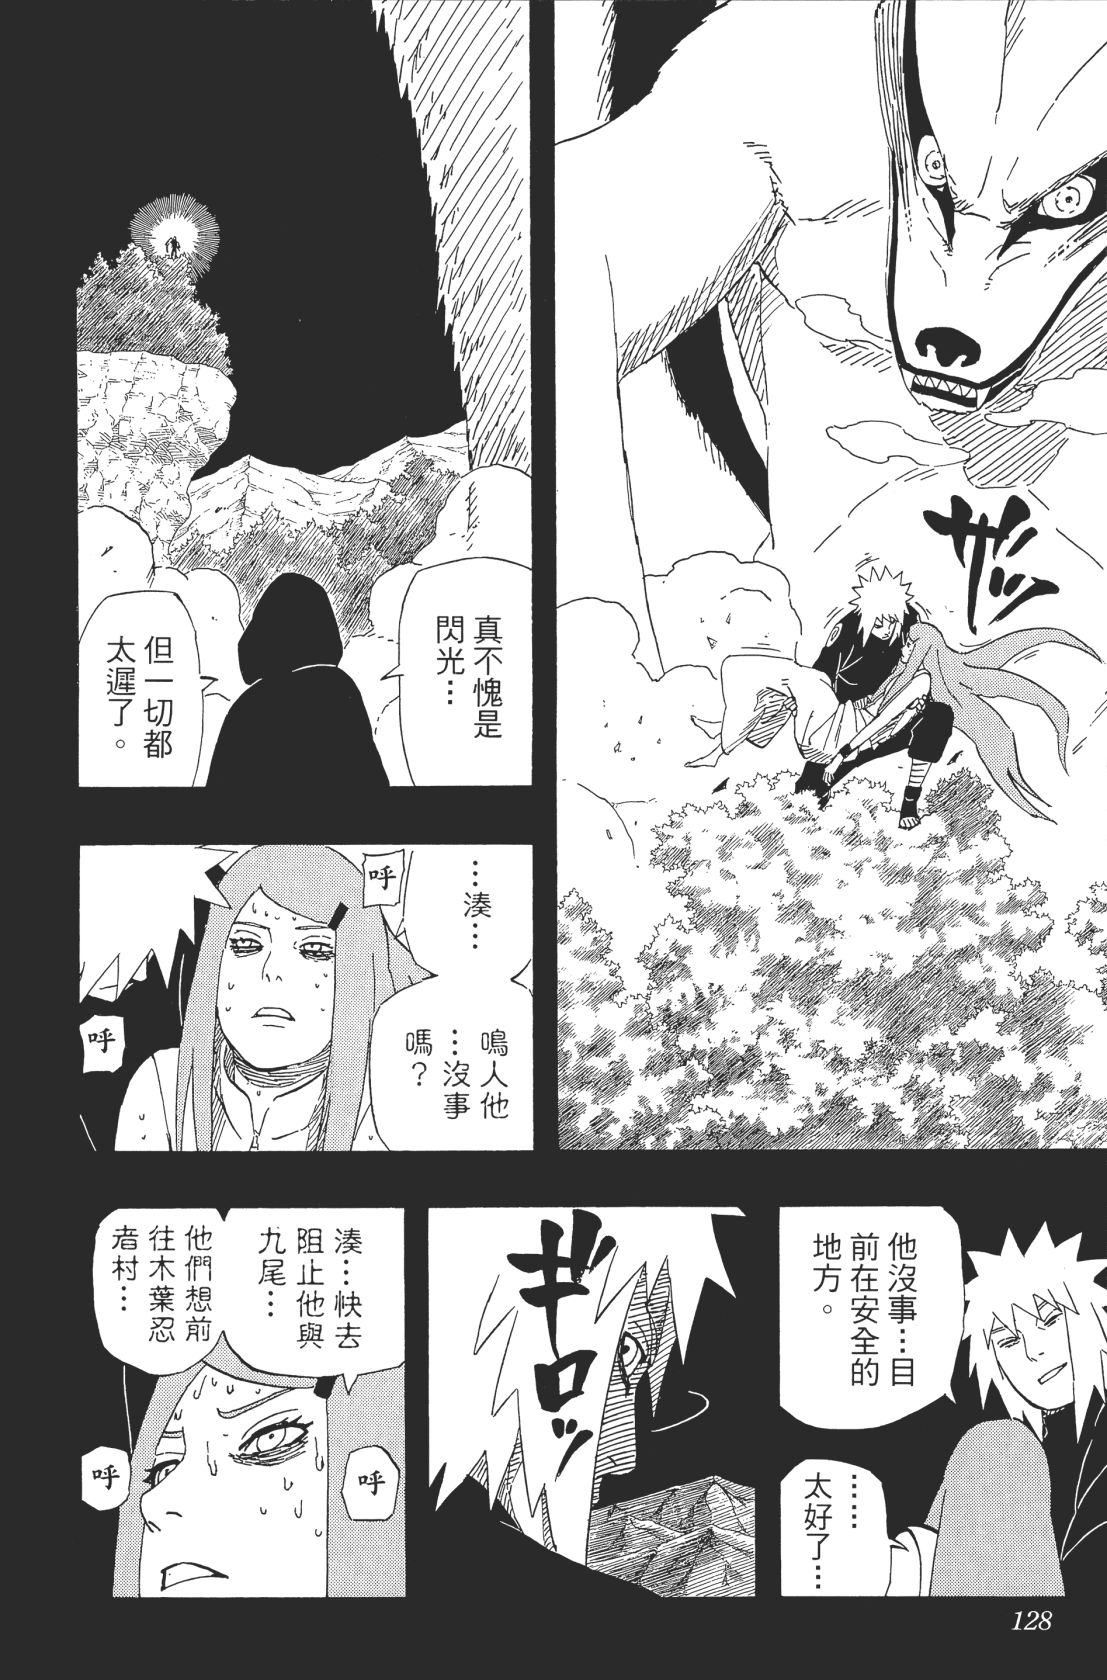 ザッ
真不愧是
閃光…
但一切都
太遲了。
…湊…
鳴人他
…沒事
嗎？
呼
呼
他沒事…目
前在安全的
地方。
……
太好了…
ギロッ
湊…快去
阻止他與
九尾…
他們想前
往木葉忍
者村…
呼
呼
128